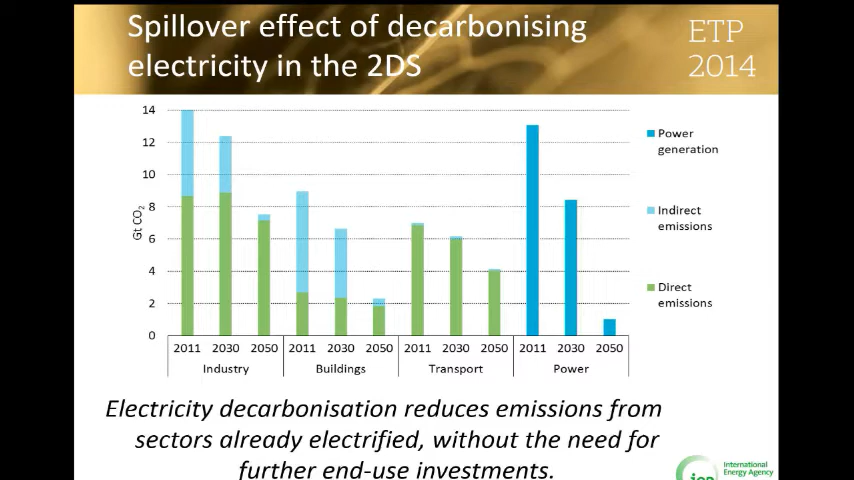 Spillover effect of decarbonising
electricity in the 2DS
ETP
2014
14
12
10
8
6
4
2
0
Gt CO2
Power
generation
Indirect
emissions
Direct
emissions
2011 2030 2050 2011 2030 2050 2011 2030 2050 2011 2030 2050
Industry Buildings Transport Power
Electricity decarbonisation reduces emissions from
sectors already electrified, without the need for
further end-use investments.
International
Energy Agency
iea